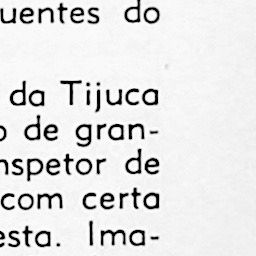 uentes do
da Tijuca
o de gran-
nspetor de
com certa
esta. Ima-